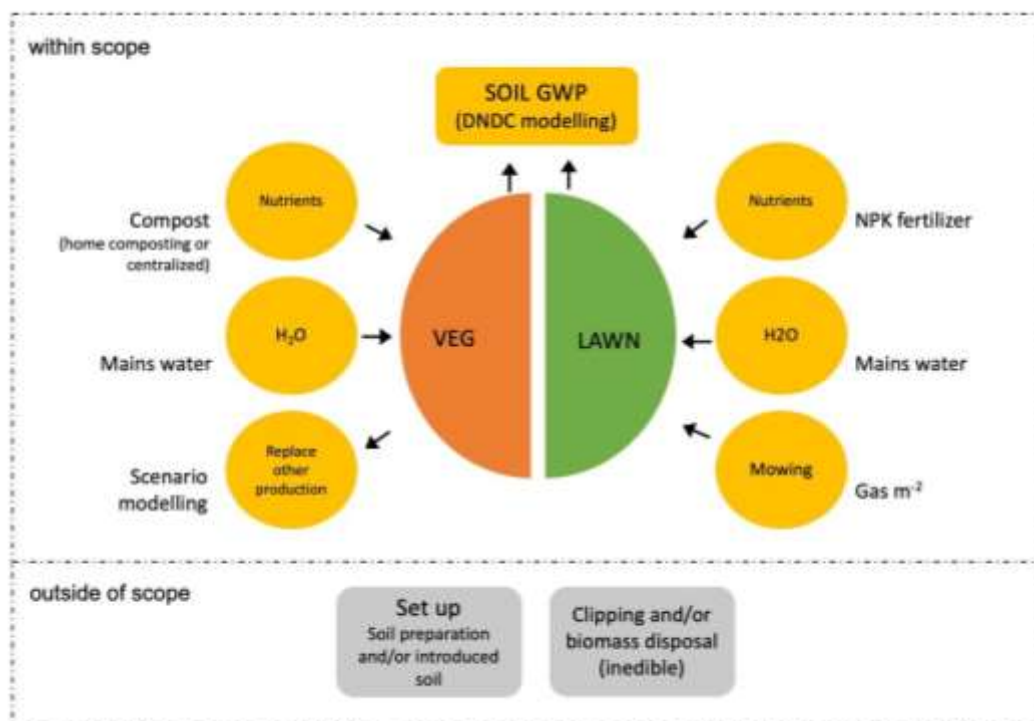 within scope
SOIL GWP
(DNDC modelling)
Nutrients
Compost
(home composting or
centralized)
Nutrients
NPK fertilizer
H₂O
Mains water
VEG
LAWN
H2O
Mains water
Replace
other
production
Scenario
modelling
Mowing
Gas m⁻²
outside of scope
Set up
Soil preparation
and/or introduced
soil
Clipping and/or
biomass disposal
(inedible)